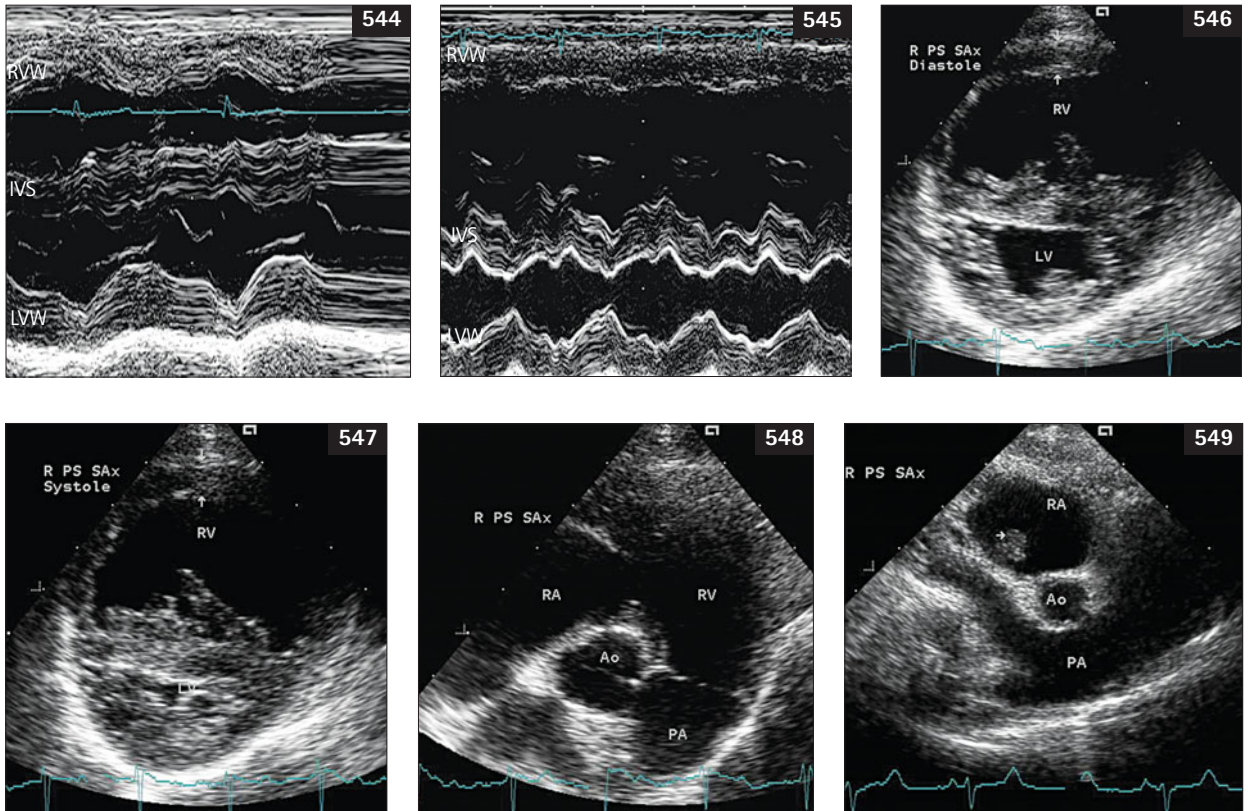 544
RVW
IVS
LVW
545
RVW
IVS
LVW
546
R PS SAx
Diastole
RV
LV
547
R PS SAx
Systole
RV
LV
548
R PS SAx
RA
RV
Ao
PA
549
R PS SAx
RA
Ao
PA